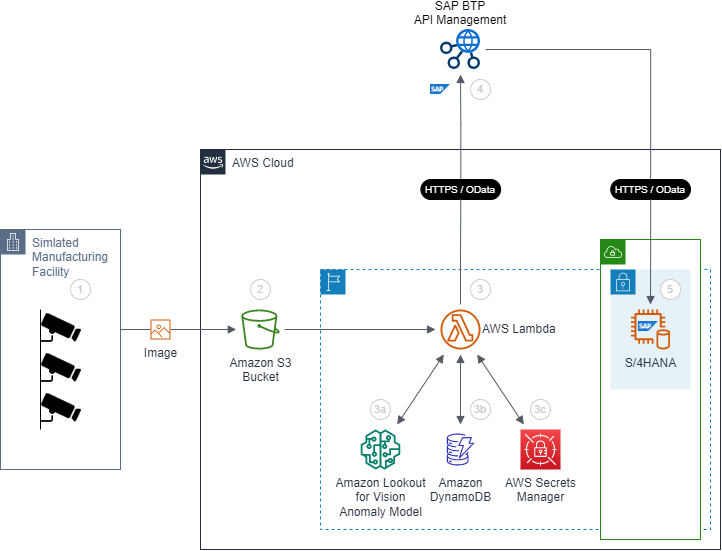 SAP BTP
API Management
SAP
4
aws
AWS Cloud
HTTPS / OData
HTTPS / OData
Simlated
Manufacturing
Facility
1
2
3
5
SAP
AWS Lambda
Image
Amazon S3
Bucket
S/4HANA
3a
3b
3c
Amazon Lookout
for Vision
Anomaly Model
Amazon
DynamoDB
AWS Secrets
Manager